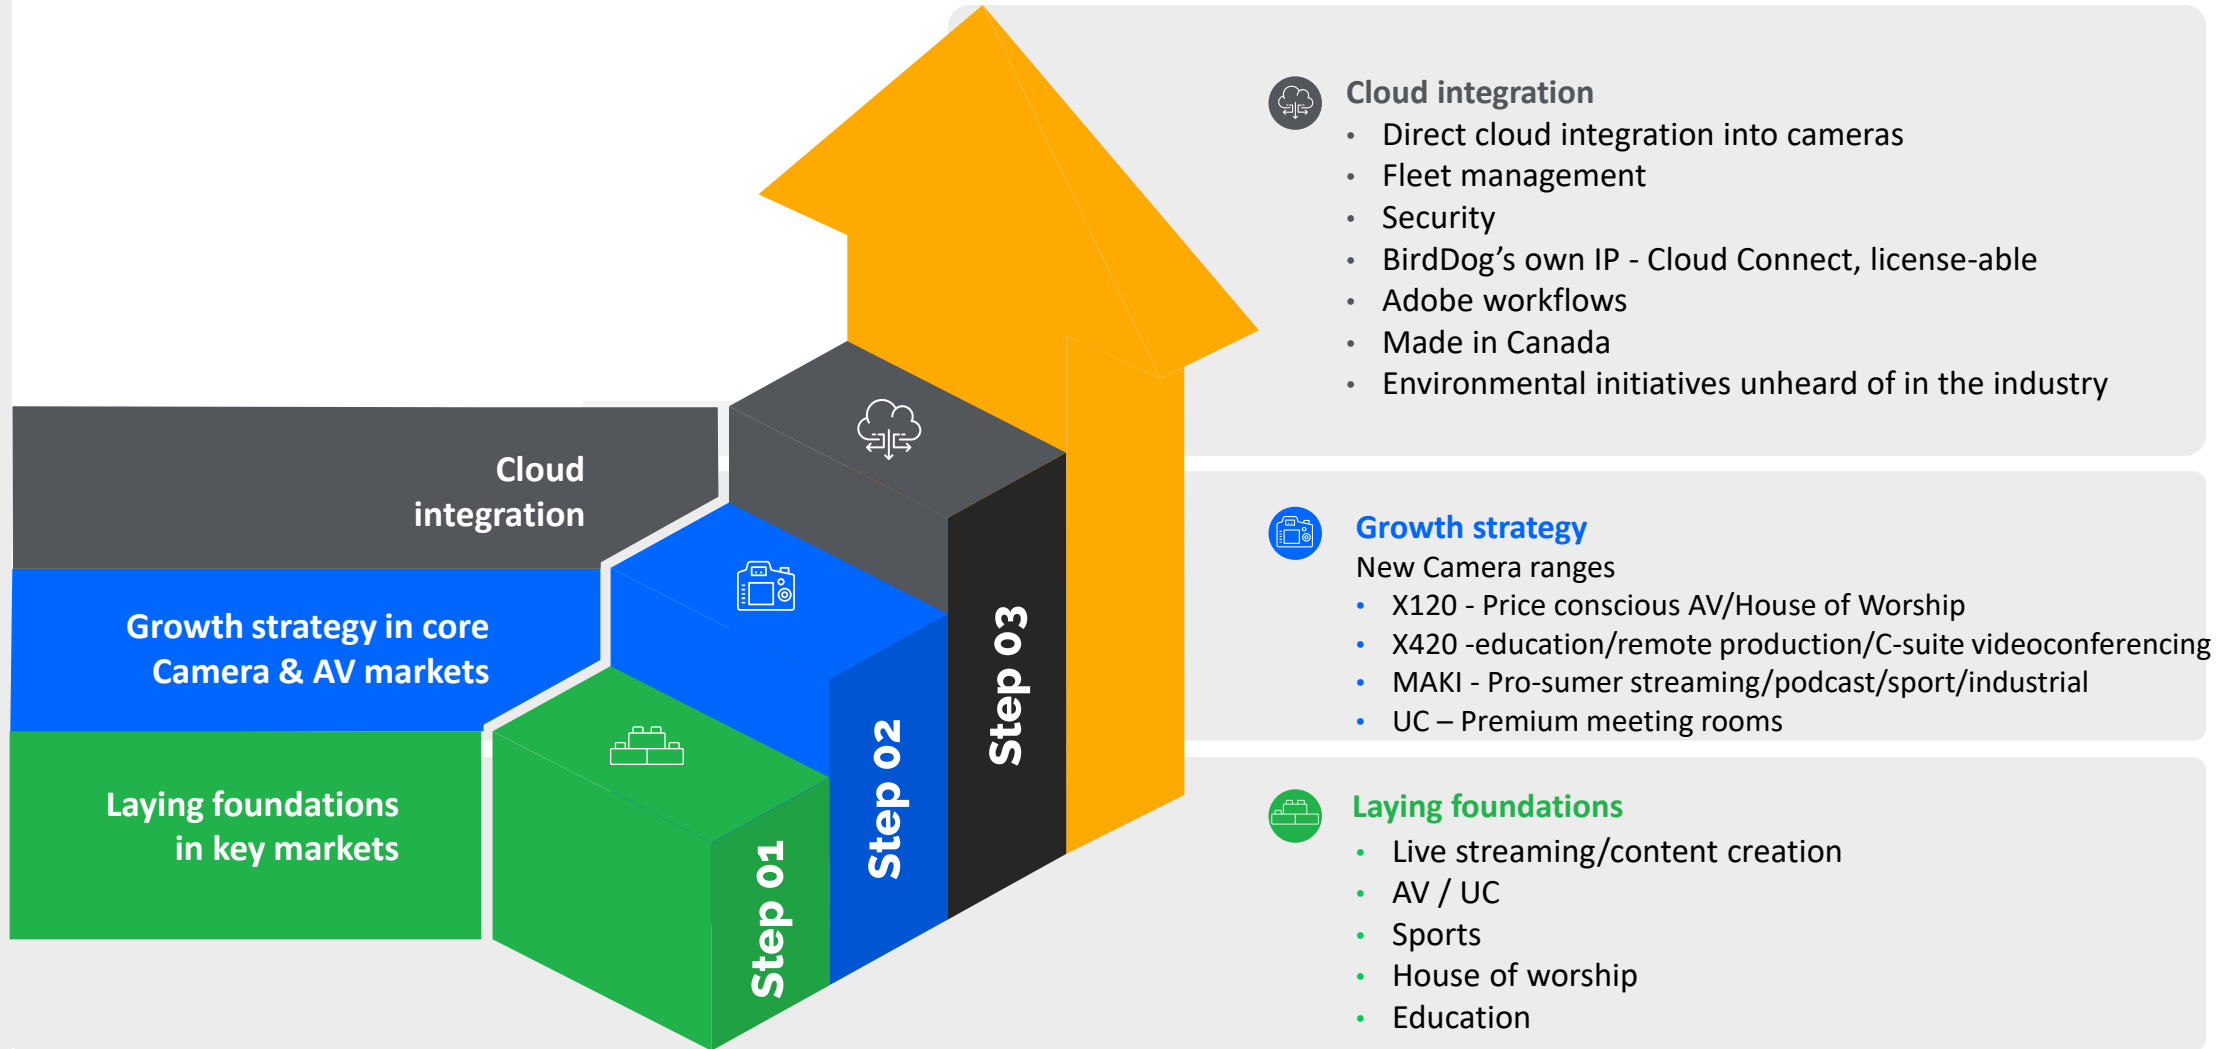 Cloud
integration
Growth strategy in core
Camera & AV markets
Laying foundations
in key markets
Step 01
Step 02
Step 03
Cloud integration
• Direct cloud integration into cameras
• Fleet management
• Security
• BirdDog’s own IP - Cloud Connect, license-able
• Adobe workflows
• Made in Canada
• Environmental initiatives unheard of in the industry
Growth strategy
New Camera ranges
• X120 - Price conscious AV/House of Worship
• X420 -education/remote production/C-suite videoconferencing
• MAKI - Pro-sumer streaming/podcast/sport/industrial
• UC – Premium meeting rooms
Laying foundations
• Live streaming/content creation
• AV / UC
• Sports
• House of worship
• Education